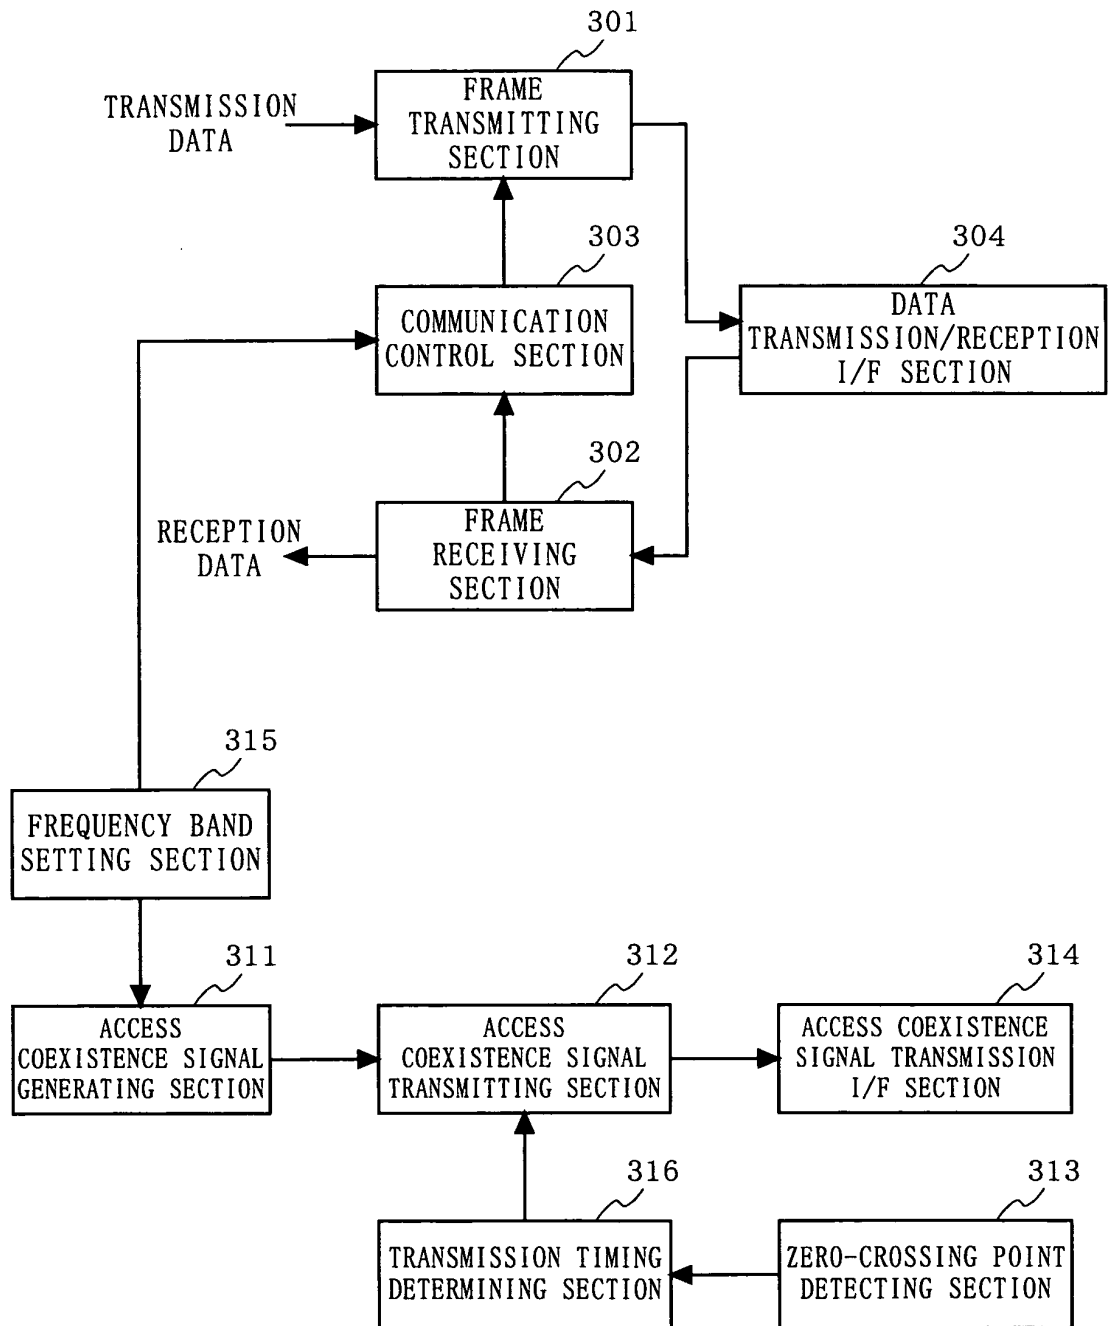 301
FRAME
TRANSMITTING
SECTION
TRANSMISSION
DATA
303
COMMUNICATION
CONTROL SECTION
304
DATA
TRANSMISSION/RECEPTION
I/F SECTION
302
FRAME
RECEIVING
SECTION
RECEPTION
DATA
315
FREQUENCY BAND
SETTING SECTION
311
ACCESS
COEXISTENCE SIGNAL
GENERATING SECTION
312
ACCESS
COEXISTENCE SIGNAL
TRANSMITTING SECTION
314
ACCESS COEXISTENCE
SIGNAL TRANSMISSION
I/F SECTION
316
TRANSMISSION TIMING
DETERMINING SECTION
313
ZERO-CROSSING POINT
DETECTING SECTION